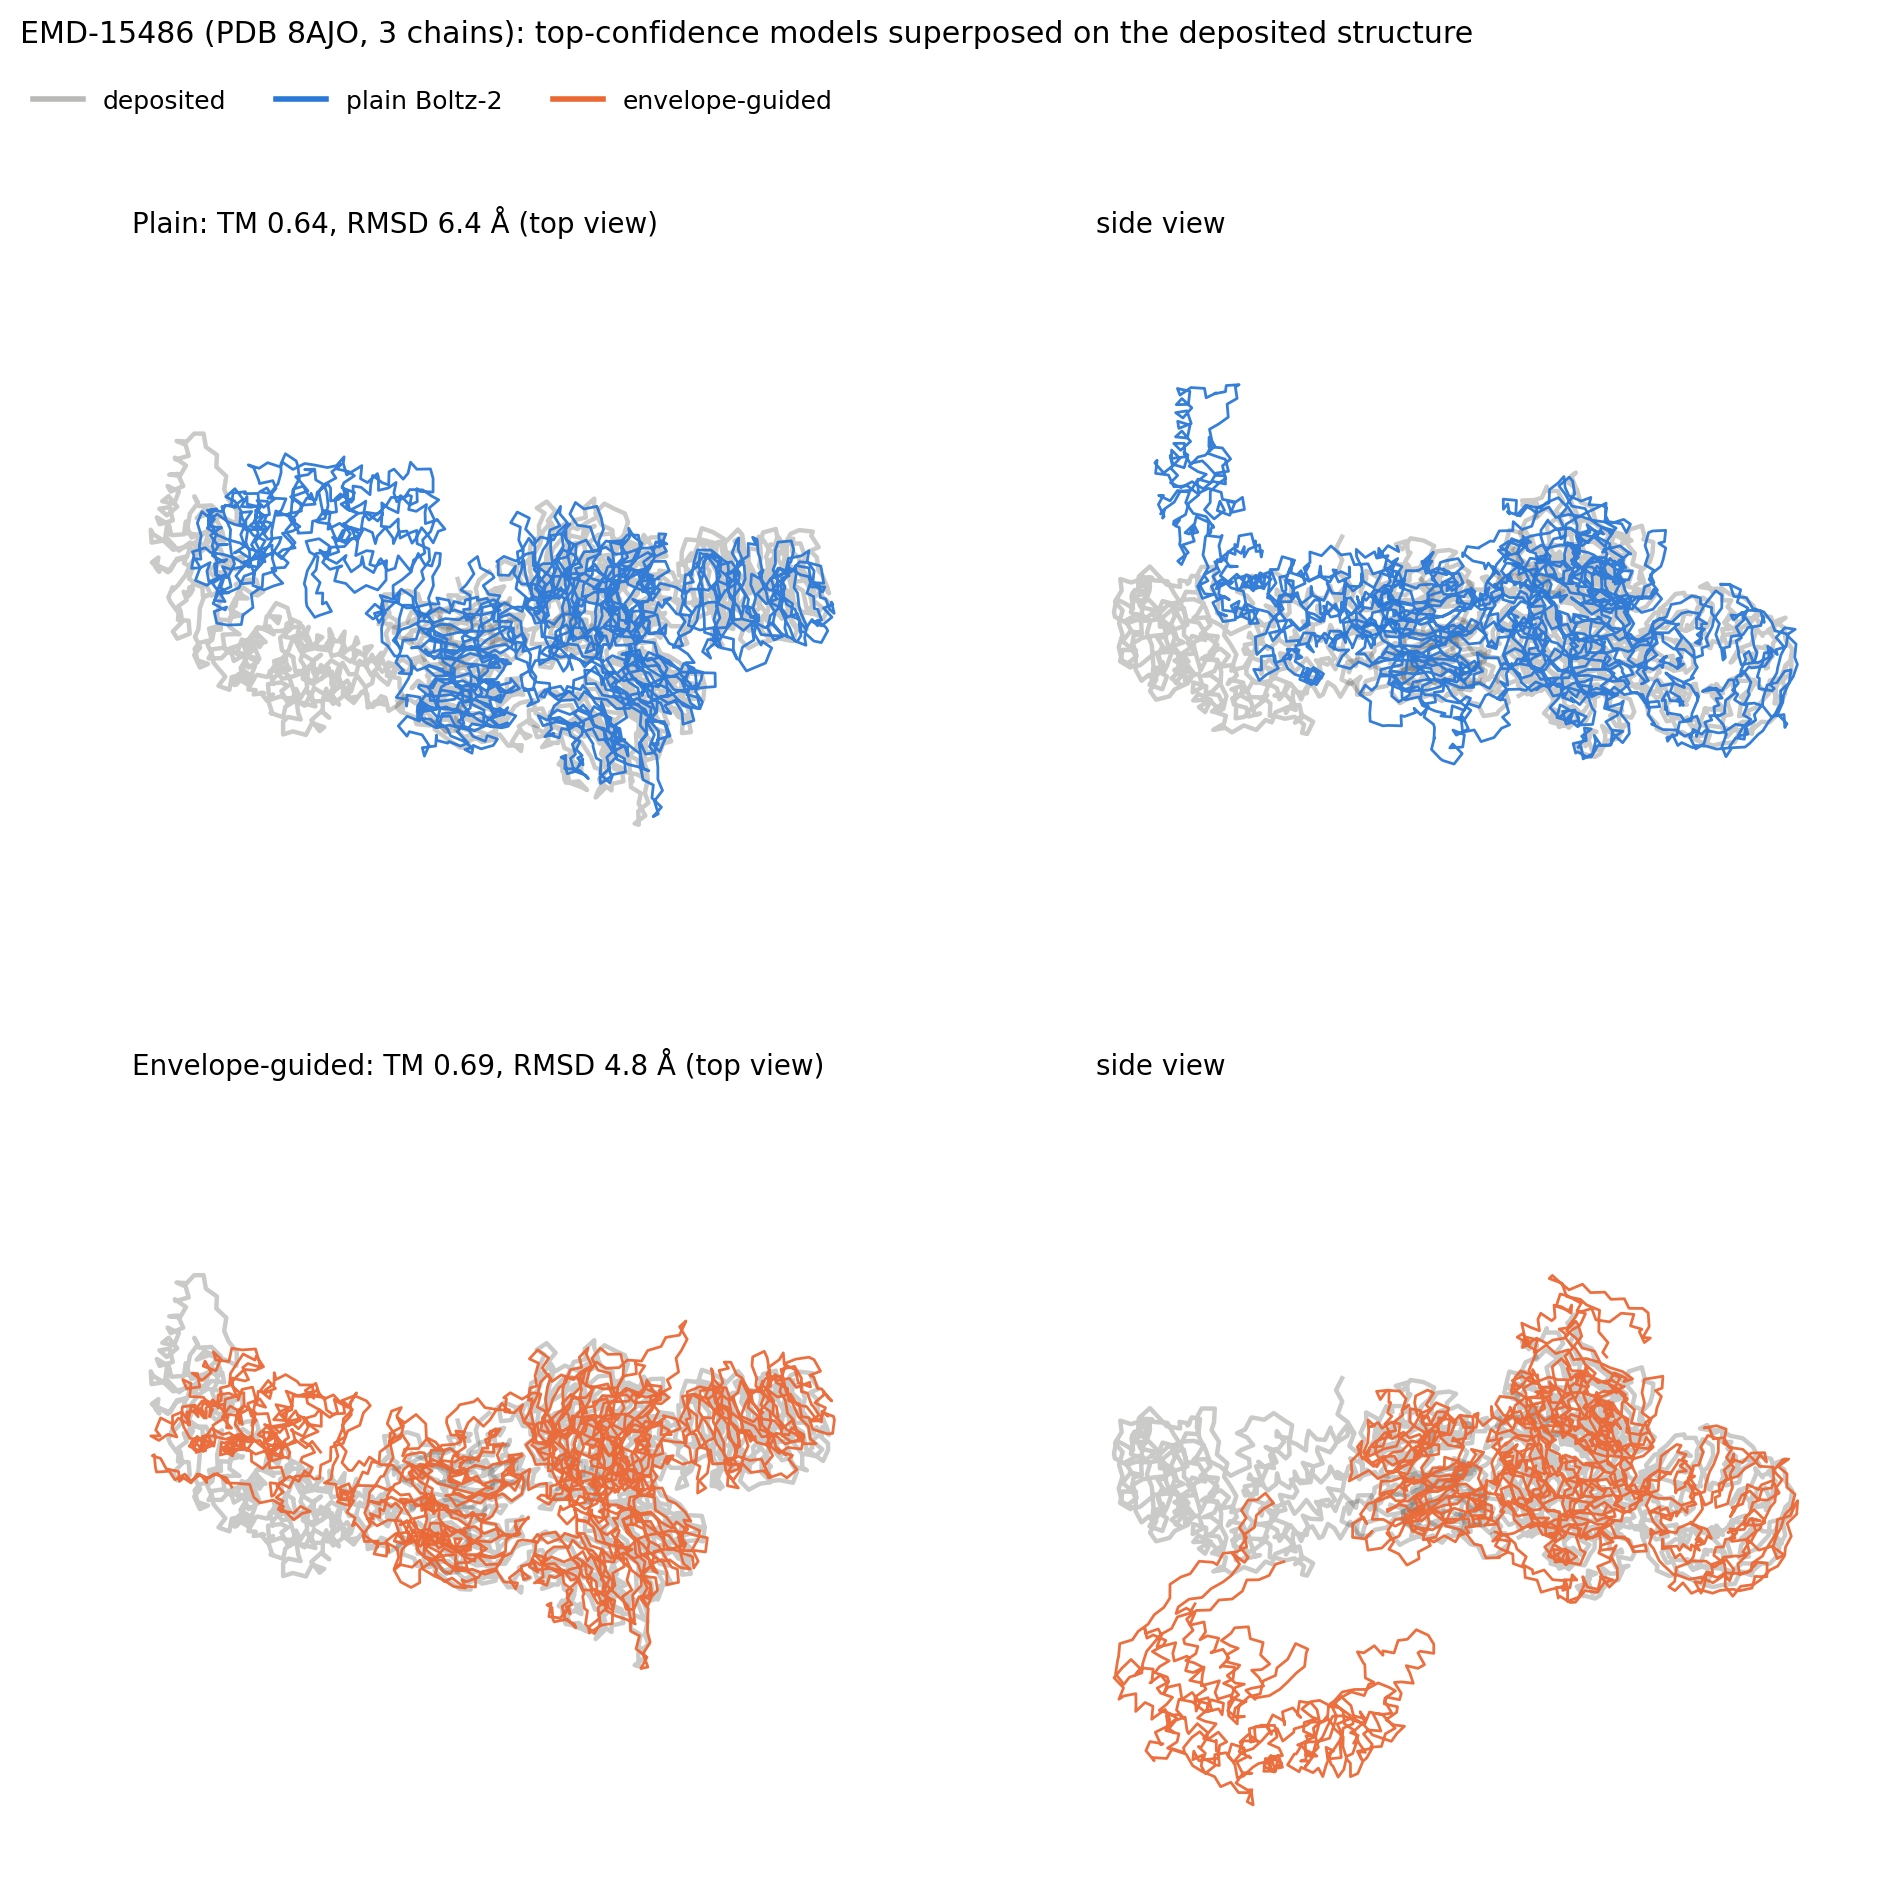 EMD-15486 (PDB 8AJO, 3 chains): top-confidence models superposed on the deposited structure
deposited plain Boltz-2 envelope-guided
Plain: TM 0.64, RMSD 6.4 Å (top view) side view
Envelope-guided: TM 0.69, RMSD 4.8 Å (top view) side view